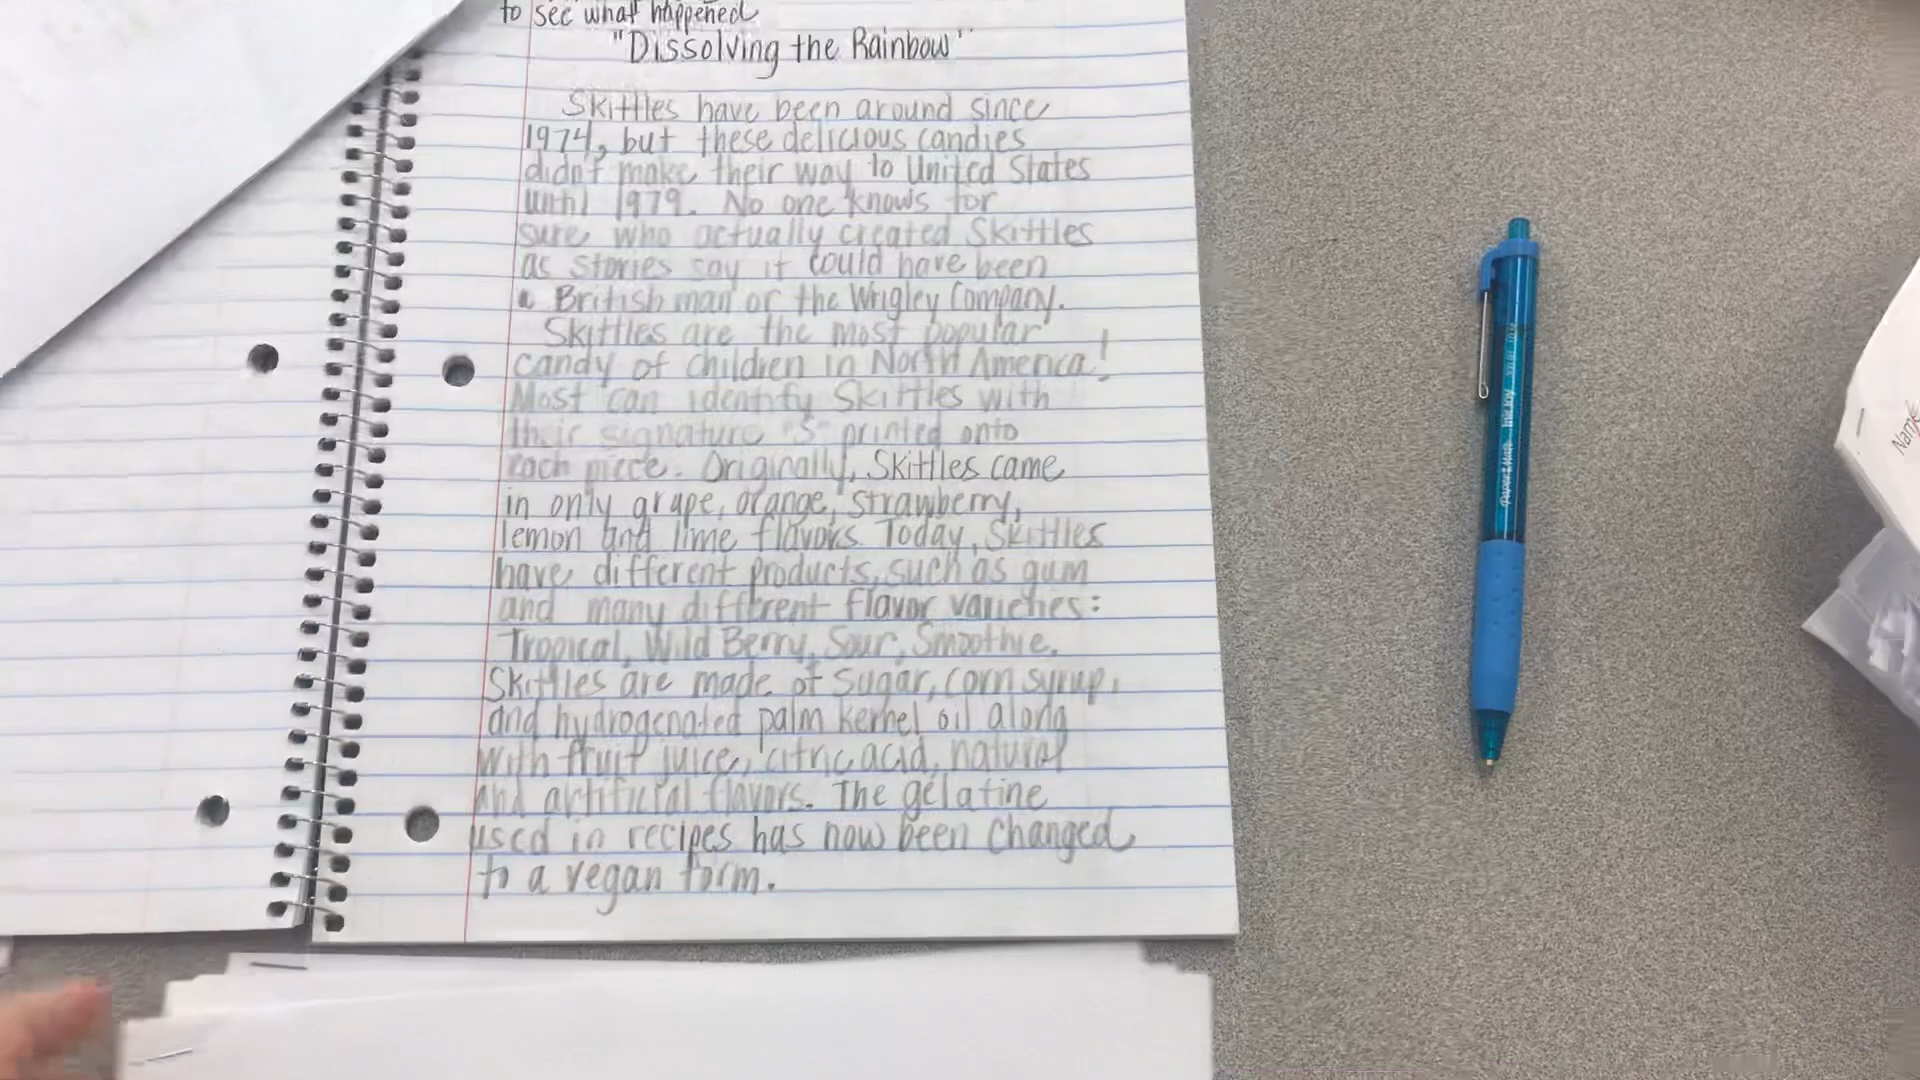 to see what happened
"Dissolving the Rainbow"
Skittles have been around since
1974, but these delicious candies
didn't make their way to United States
until 1979. No one knows for
sure who actually created Skittles
as stories say it could have been
a British man or the Wrigley Company.
Skittles are the most popular
candy of children in North America!
Most can identify Skittles with
their signature "S" printed onto
each piece. Originally, Skittles came
in only grape, orange, strawberry,
lemon and lime flavors. Today, Skittles
have different products, such as gum
and many different flavor varieties:
Tropical, Wild Berry, Sour, Smoothie.
Skittles are made of sugar, corn syrup,
and hydrogenated palm kernel oil along
with fruit juice, citric acid, natural
and artificial flavors. The gelatine
used in recipes has now been changed
to a vegan form.
Paper Mate InkJoy
Name